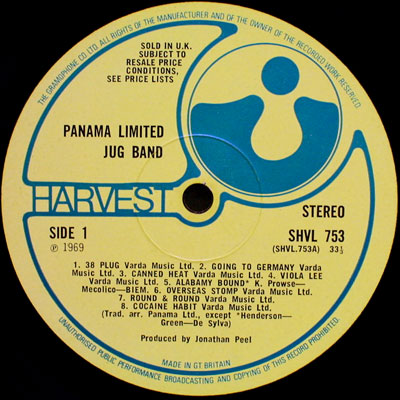 THE GRAMOPHONE CO. LTD. ALL RIGHTS OF THE MANUFACTURER AND OF THE OWNER OF THE RECORDED WORK RESERVED
SOLD IN U.K.
SUBJECT TO
RESALE PRICE
CONDITIONS,
SEE PRICE LISTS
PANAMA LIMITED
JUG BAND
HARVEST
STEREO
SIDE 1
SHVL 753
℗ 1969
(SHVL.753A) 33⅓
1. 38 PLUG Varda Music Ltd. 2. GOING TO GERMANY Varda
Music Ltd. 3. CANNED HEAT Varda Music Ltd. 4. VIOLA LEE
Varda Music Ltd. 5. ALABAMY BOUND* K. Prowse—
Mecolico—BIEM. 6. OVERSEAS STOMP Varda Music Ltd.
7. ROUND & ROUND Varda Music Ltd.
8. COCAINE HABIT Varda Music Ltd.
(Trad. arr. Panama Ltd., except *Henderson—
Green—De Sylva)
Produced by Jonathan Peel
MADE IN GT BRITAIN
UNAUTHORISED PUBLIC PERFORMANCE BROADCASTING AND COPYING OF THIS RECORD PROHIBITED.